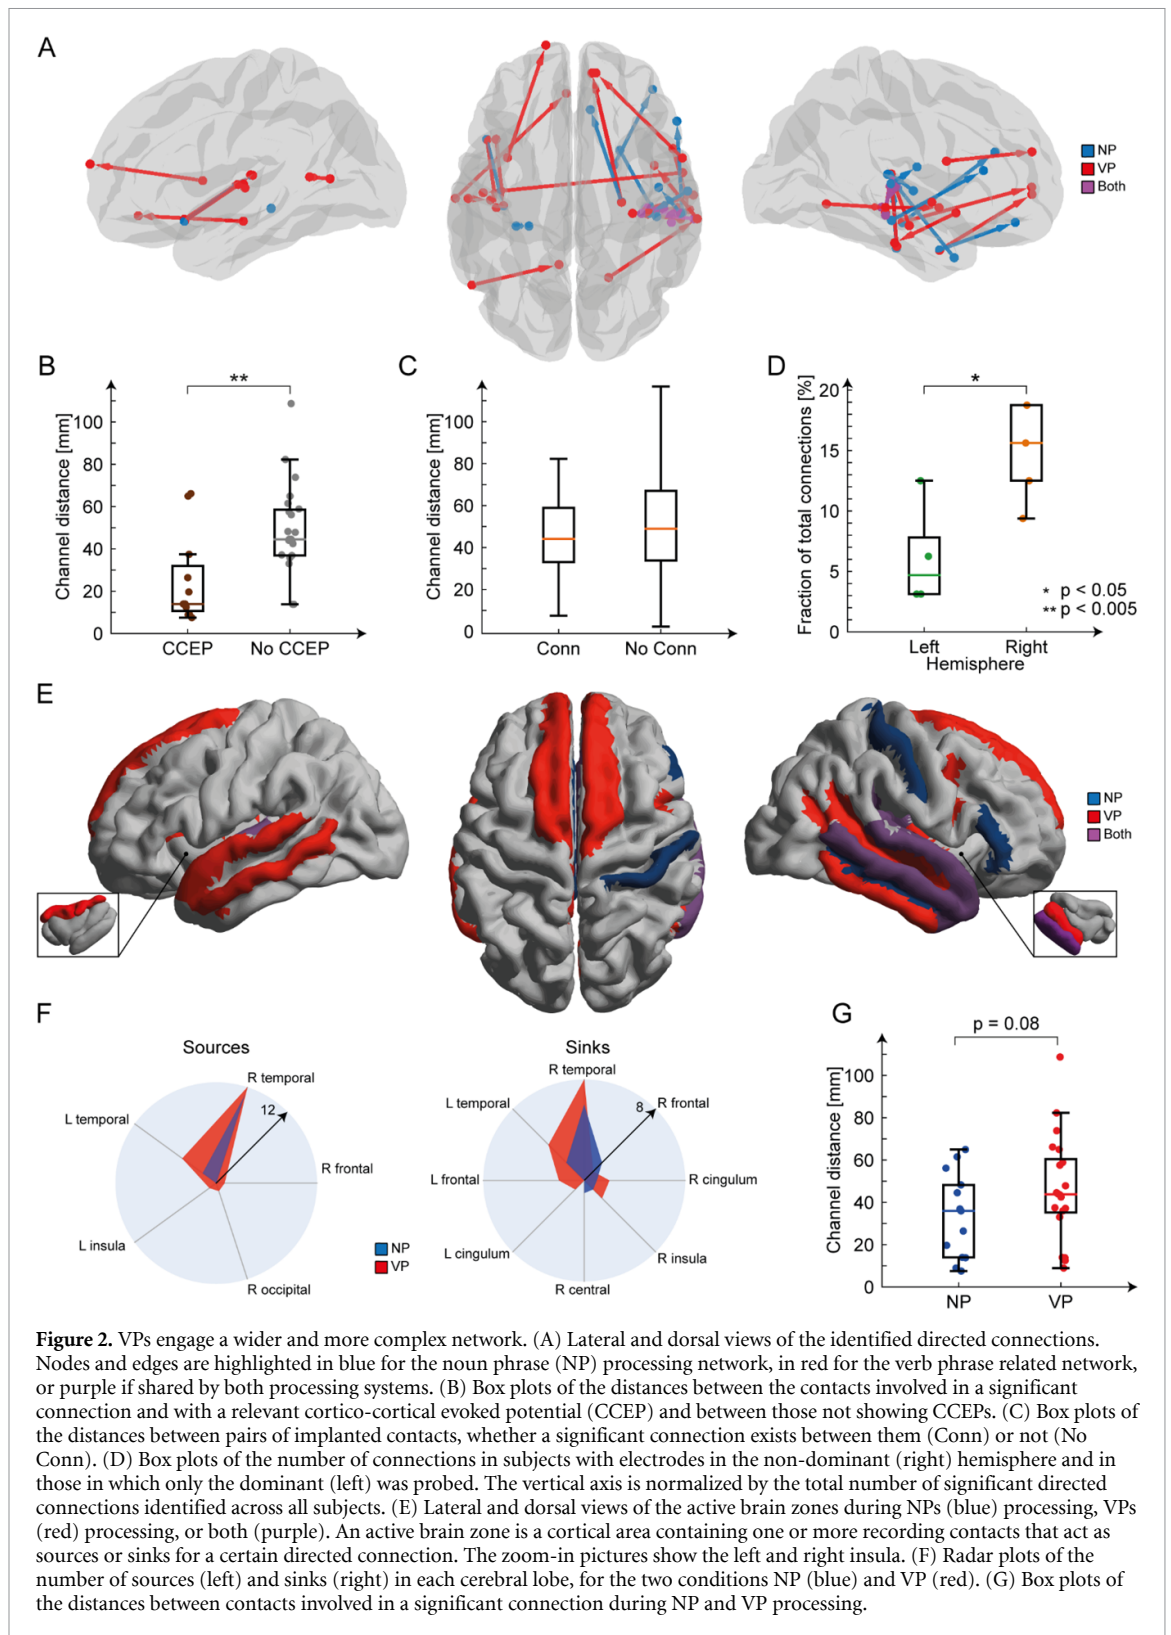 A
NP
VP
Both
B
**
Channel distance [mm]
100
80
60
40
20
0
CCEP
No CCEP
C
Channel distance [mm]
100
80
60
40
20
0
Conn
No Conn
D
*
Fraction of total connections [%]
20
15
10
5
0
* p < 0.05
** p < 0.005
Left
Right
Hemisphere
E
NP
VP
Both
F
Sources
R temporal
12
L temporal
R frontal
L insula
R occipital
NP
VP
Sinks
R temporal
8
R frontal
L temporal
L frontal
R cingulum
L cingulum
R insula
R central
G
p = 0.08
Channel distance [mm]
100
80
60
40
20
0
NP
VP
Figure 2. VPs engage a wider and more complex network. (A) Lateral and dorsal views of the identified directed connections.
Nodes and edges are highlighted in blue for the noun phrase (NP) processing network, in red for the verb phrase related network,
or purple if shared by both processing systems. (B) Box plots of the distances between the contacts involved in a significant
connection and with a relevant cortico-cortical evoked potential (CCEP) and between those not showing CCEPs. (C) Box plots of
the distances between pairs of implanted contacts, whether a significant connection exists between them (Conn) or not (No
Conn). (D) Box plots of the number of connections in subjects with electrodes in the non-dominant (right) hemisphere and in
those in which only the dominant (left) was probed. The vertical axis is normalized by the total number of significant directed
connections identified across all subjects. (E) Lateral and dorsal views of the active brain zones during NPs (blue) processing, VPs
(red) processing, or both (purple). An active brain zone is a cortical area containing one or more recording contacts that act as
sources or sinks for a certain directed connection. The zoom-in pictures show the left and right insula. (F) Radar plots of the
number of sources (left) and sinks (right) in each cerebral lobe, for the two conditions NP (blue) and VP (red). (G) Box plots of
the distances between contacts involved in a significant connection during NP and VP processing.